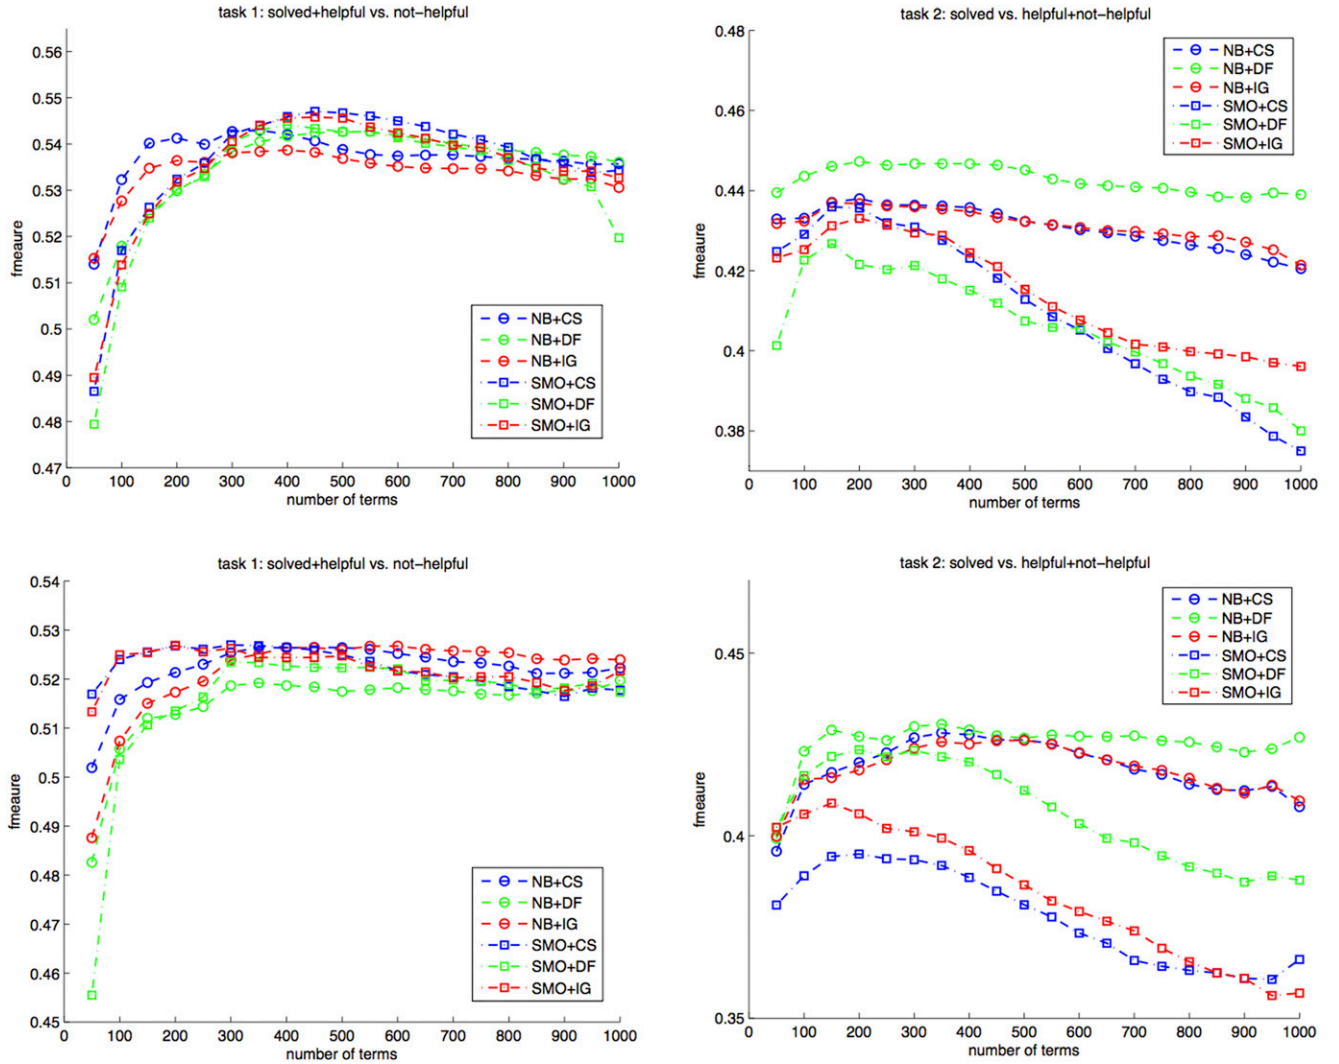 task 1: solved+helpful vs. not-helpful
0.56
0.55
0.54
0.53
0.52
0.51
0.5
0.49
0.48
0.47
fmeaure
NB+CS
NB+DF
NB+IG
SMO+CS
SMO+DF
SMO+IG
0 100 200 300 400 500 600 700 800 900 1000
number of terms
task 2: solved vs. helpful+not-helpful
0.48
0.46
0.44
0.42
0.4
0.38
fmeaure
NB+CS
NB+DF
NB+IG
SMO+CS
SMO+DF
SMO+IG
0 100 200 300 400 500 600 700 800 900 1000
number of terms
task 1: solved+helpful vs. not-helpful
0.54
0.53
0.52
0.51
0.5
0.49
0.48
0.47
0.46
0.45
fmeaure
NB+CS
NB+DF
NB+IG
SMO+CS
SMO+DF
SMO+IG
0 100 200 300 400 500 600 700 800 900 1000
number of terms
task 2: solved vs. helpful+not-helpful
0.45
0.4
0.35
fmeaure
NB+CS
NB+DF
NB+IG
SMO+CS
SMO+DF
SMO+IG
0 100 200 300 400 500 600 700 800 900 1000
number of terms